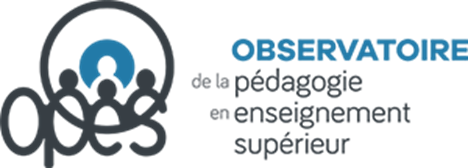 opes
OBSERVATOIRE
de la pédagogie
en enseignement
supérieur